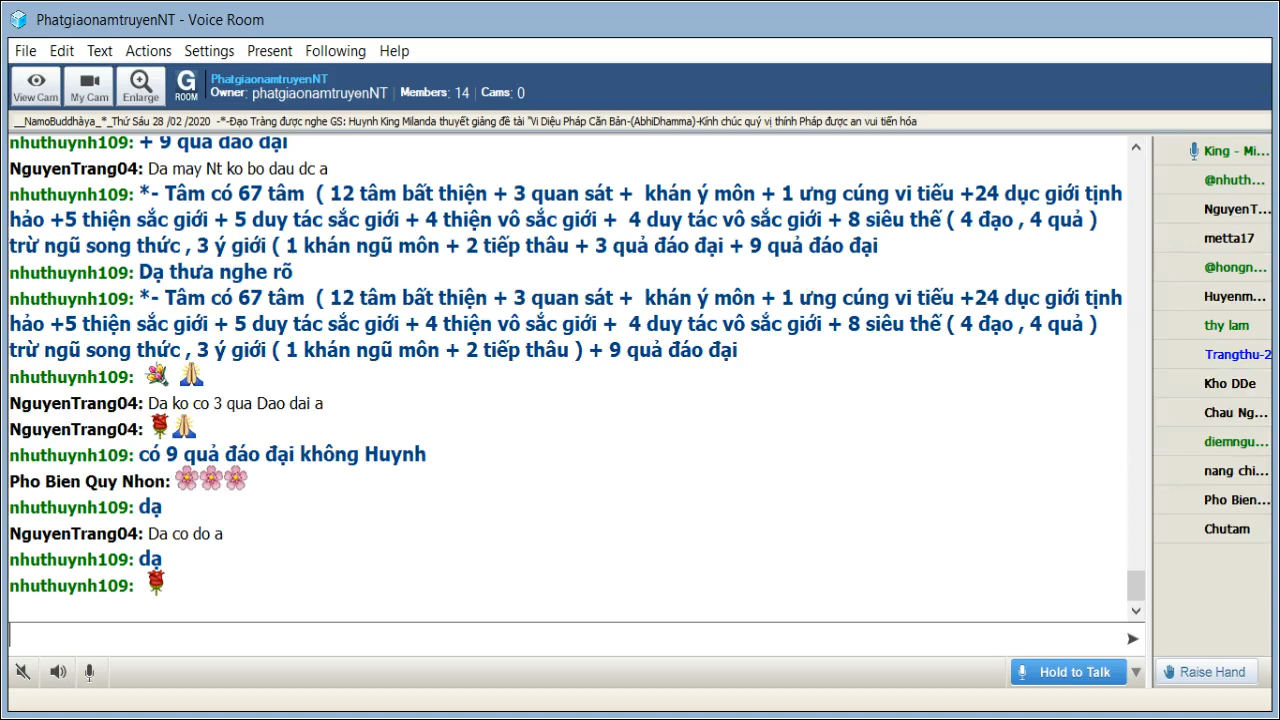 PhatgiaonamtruyenNT - Voice Room
File Edit Text Actions Settings Present Following Help
View Cam My Cam Enlarge G ROOM
PhatgiaonamtruyenNT
Owner: phatgiaonamtruyenNT Members: 14 Cams: 0
__NamoBuddhàya_*_Thứ Sáu 28 /02 /2020 -*-Đạo Tràng được nghe GS: Huynh King Milanda thuyết giảng đề tài "Vi Diệu Pháp Căn Bản-(AbhiDhamma)-Kính chúc quý vị thính Pháp được an vui tiến hóa
nhuthuynh109: + 9 quả đáo đại
NguyenTrang04: Da may Nt ko bo dau dc a
nhuthuynh109: *- Tâm có 67 tâm ( 12 tâm bất thiện + 3 quan sát + khán ý môn + 1 ưng cúng vi tiếu +24 dục giới tịnh
hảo +5 thiện sắc giới + 5 duy tác sắc giới + 4 thiện vô sắc giới + 4 duy tác vô sắc giới + 8 siêu thế ( 4 đạo , 4 quả )
trừ ngũ song thức , 3 ý giới ( 1 khán ngũ môn + 2 tiếp thâu + 3 quả đáo đại + 9 quả đáo đại
nhuthuynh109: Dạ thưa nghe rõ
nhuthuynh109: *- Tâm có 67 tâm ( 12 tâm bất thiện + 3 quan sát + khán ý môn + 1 ưng cúng vi tiếu +24 dục giới tịnh
hảo +5 thiện sắc giới + 5 duy tác sắc giới + 4 thiện vô sắc giới + 4 duy tác vô sắc giới + 8 siêu thế ( 4 đạo , 4 quả )
trừ ngũ song thức , 3 ý giới ( 1 khán ngũ môn + 2 tiếp thâu ) + 9 quả đáo đại
nhuthuynh109:
NguyenTrang04: Da ko co 3 qua Dao dai a
NguyenTrang04:
nhuthuynh109: có 9 quả đáo đại không Huynh
Pho Bien Quy Nhon:
nhuthuynh109: dạ
NguyenTrang04: Da co do a
nhuthuynh109: dạ
nhuthuynh109:
King - Mi...
@nhuth...
NguyenT...
metta17
@hongn...
Huyenm...
thy lam
Trangthu-2
Kho DDe
Chau Ng...
diemngu...
nang chi...
Pho Bien...
Chutam
Hold to Talk
Raise Hand